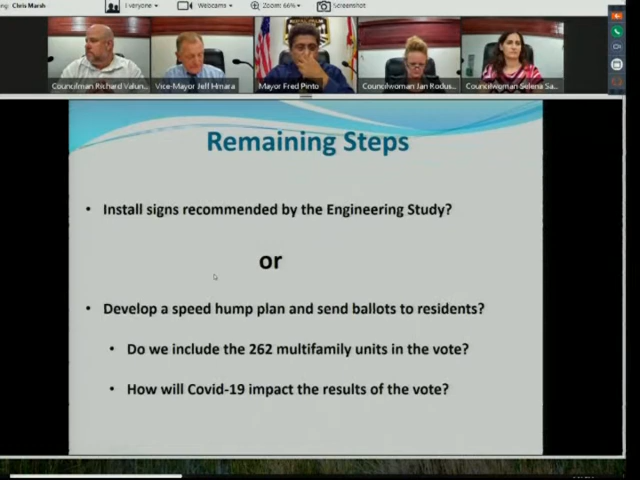 Chris Marsh
Everyone
Webcams
Zoom: 66%
Screenshot
Councilman Richard Valun...
Vice-Mayor Jeff Hmara
Mayor Fred Pinto
Councilwoman Jan Rodus...
Councilwoman Selena Sa...
Remaining Steps
• Install signs recommended by the Engineering Study?
or
• Develop a speed hump plan and send ballots to residents?
• Do we include the 262 multifamily units in the vote?
• How will Covid-19 impact the results of the vote?